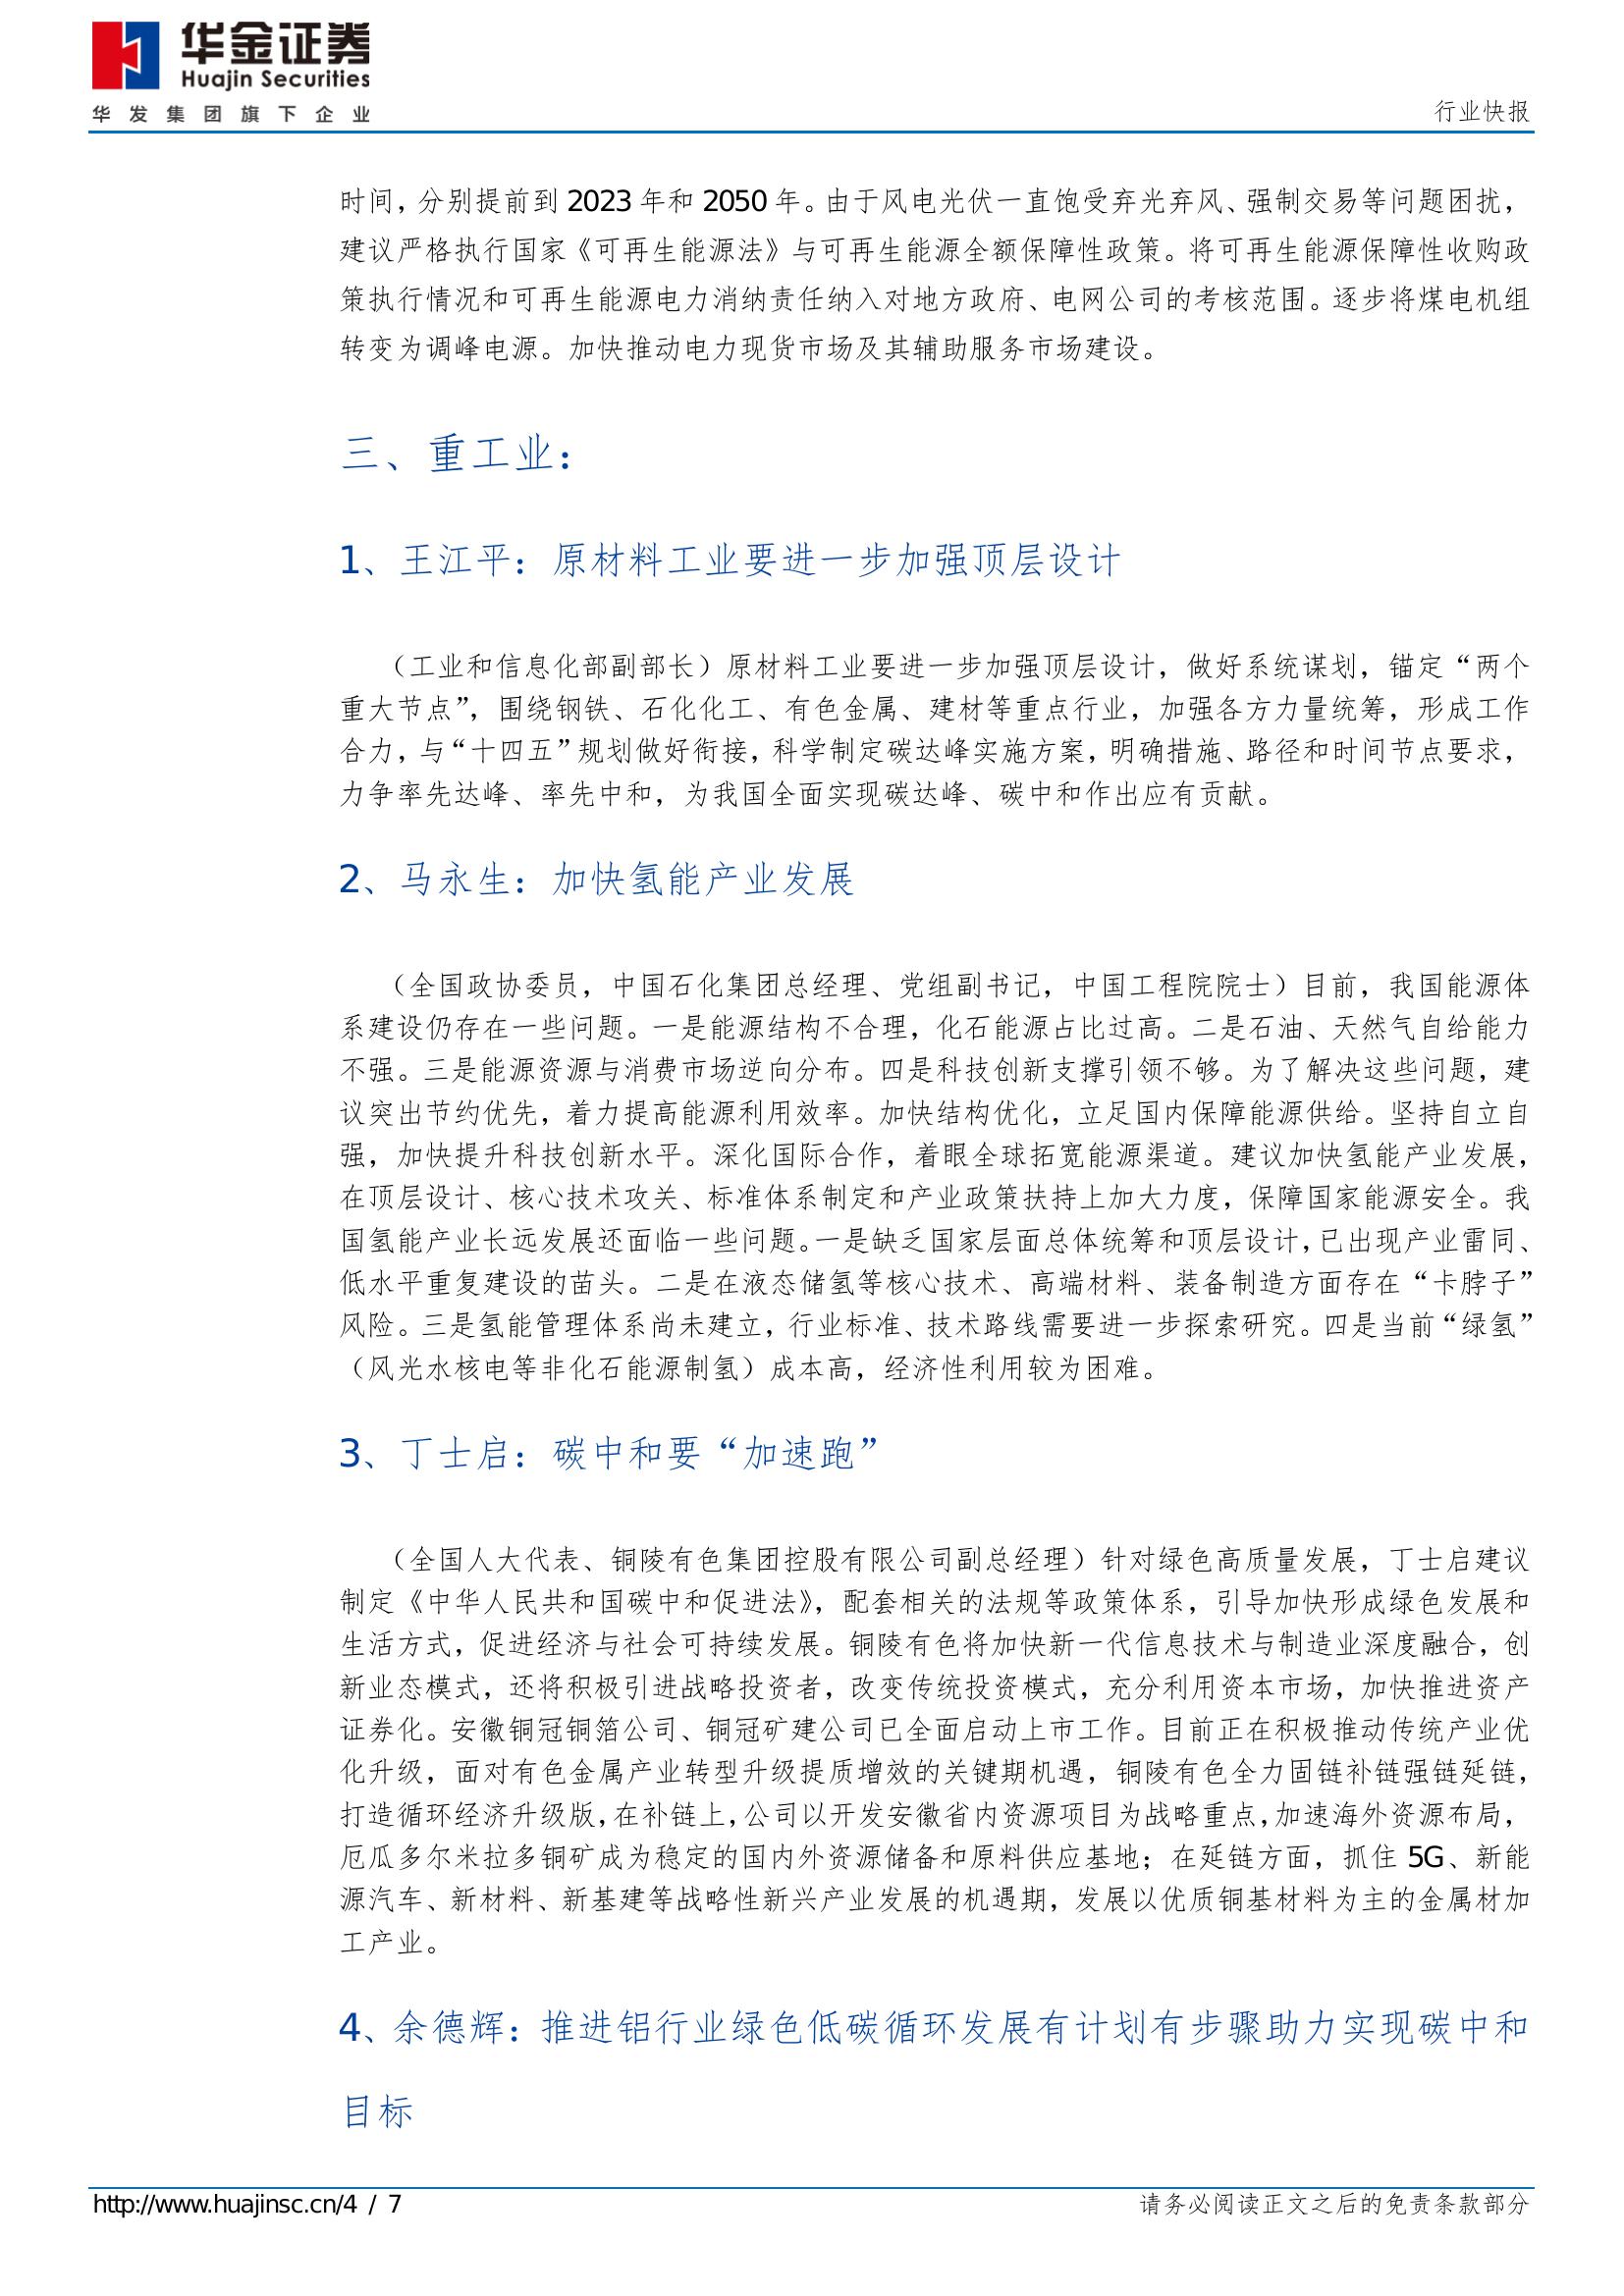 华金证券
Huajin Securities
华发集团旗下企业
行业快报
时间，分别提前到 2023 年和 2050 年。由于风电光伏一直饱受弃光弃风、强制交易等问题困扰，
建议严格执行国家《可再生能源法》与可再生能源全额保障性政策。将可再生能源保障性收购政
策执行情况和可再生能源电力消纳责任纳入对地方政府、电网公司的考核范围。逐步将煤电机组
转变为调峰电源。加快推动电力现货市场及其辅助服务市场建设。
三、重工业：
1、王江平：原材料工业要进一步加强顶层设计
（工业和信息化部副部长）原材料工业要进一步加强顶层设计，做好系统谋划，锚定“两个
重大节点”，围绕钢铁、石化化工、有色金属、建材等重点行业，加强各方力量统筹，形成工作
合力，与“十四五”规划做好衔接，科学制定碳达峰实施方案，明确措施、路径和时间节点要求，
力争率先达峰、率先中和，为我国全面实现碳达峰、碳中和作出应有贡献。
2、马永生：加快氢能产业发展
（全国政协委员，中国石化集团总经理、党组副书记，中国工程院院士）目前，我国能源体
系建设仍存在一些问题。一是能源结构不合理，化石能源占比过高。二是石油、天然气自给能力
不强。三是能源资源与消费市场逆向分布。四是科技创新支撑引领不够。为了解决这些问题，建
议突出节约优先，着力提高能源利用效率。加快结构优化，立足国内保障能源供给。坚持自立自
强，加快提升科技创新水平。深化国际合作，着眼全球拓宽能源渠道。建议加快氢能产业发展，
在顶层设计、核心技术攻关、标准体系制定和产业政策扶持上加大力度，保障国家能源安全。我
国氢能产业长远发展还面临一些问题。一是缺乏国家层面总体统筹和顶层设计，已出现产业雷同、
低水平重复建设的苗头。二是在液态储氢等核心技术、高端材料、装备制造方面存在“卡脖子”
风险。三是氢能管理体系尚未建立，行业标准、技术路线需要进一步探索研究。四是当前“绿氢”
（风光水核电等非化石能源制氢）成本高，经济性利用较为困难。
3、丁士启：碳中和要“加速跑”
（全国人大代表、铜陵有色集团控股有限公司副总经理）针对绿色高质量发展，丁士启建议
制定《中华人民共和国碳中和促进法》，配套相关的法规等政策体系，引导加快形成绿色发展和
生活方式，促进经济与社会可持续发展。铜陵有色将加快新一代信息技术与制造业深度融合，创
新业态模式，还将积极引进战略投资者，改变传统投资模式，充分利用资本市场，加快推进资产
证券化。安徽铜冠铜箔公司、铜冠矿建公司已全面启动上市工作。目前正在积极推动传统产业优
化升级，面对有色金属产业转型升级提质增效的关键期机遇，铜陵有色全力固链补链强链延链，
打造循环经济升级版，在补链上，公司以开发安徽省内资源项目为战略重点，加速海外资源布局，
厄瓜多尔米拉多铜矿成为稳定的国内外资源储备和原料供应基地；在延链方面，抓住 5G、新能
源汽车、新材料、新基建等战略性新兴产业发展的机遇期，发展以优质铜基材料为主的金属材加
工产业。
4、余德辉：推进铝行业绿色低碳循环发展有计划有步骤助力实现碳中和
目标
http://www.huajinsc.cn/4 / 7
请务必阅读正文之后的免责条款部分